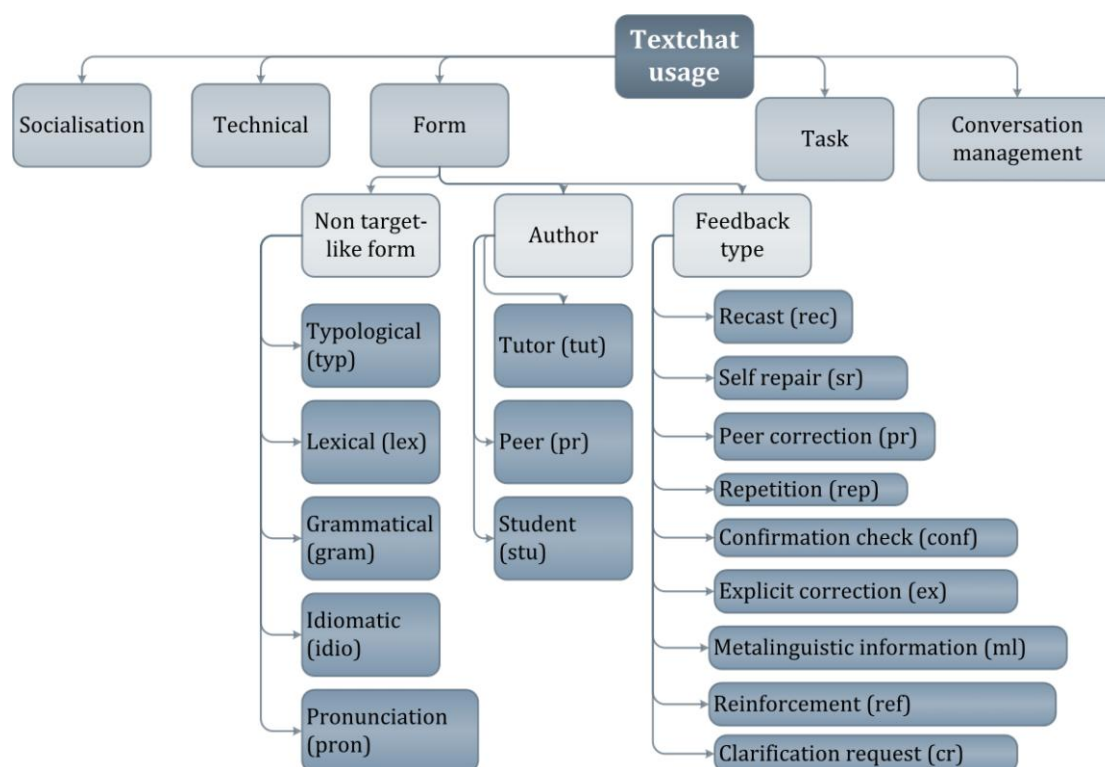 Textchat
usage
Socialisation
Technical
Form
Task
Conversation
management
Non target-
like form
Author
Feedback
type
Typological
(typ)
Lexical (lex)
Grammatical
(gram)
Idiomatic
(idio)
Pronunciation
(pron)
Tutor (tut)
Peer (pr)
Student
(stu)
Recast (rec)
Self repair (sr)
Peer correction (pr)
Repetition (rep)
Confirmation check (conf)
Explicit correction (ex)
Metalinguistic information (ml)
Reinforcement (ref)
Clarification request (cr)